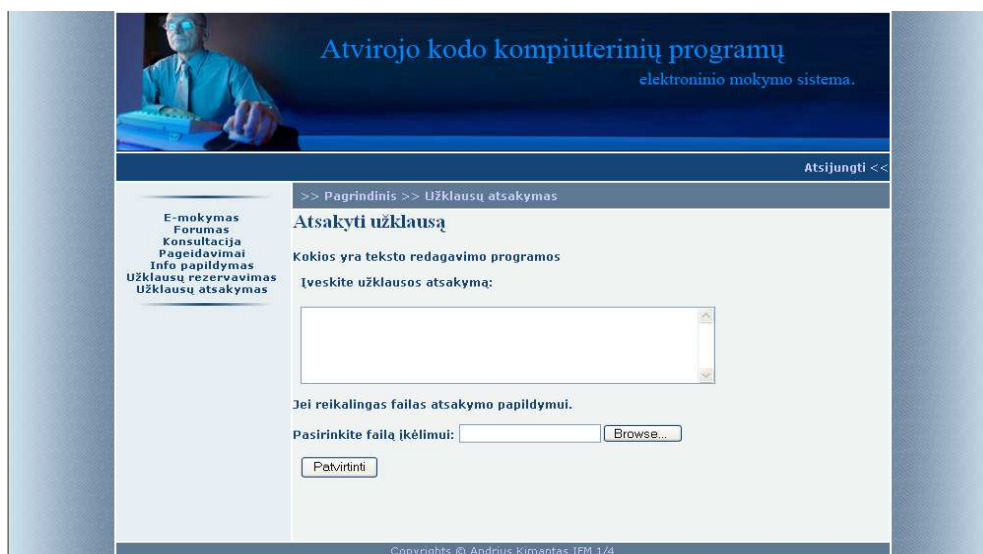 Atvirojo kodo kompiuterinių programų
elektroninio mokymo sistema.
Atsijungti <<
>> Pagrindinis >> Užklausų atsakymas
E-mokymas
Forumas
Konsultacija
Pageidavimai
Info papildymas
Užklausų rezervavimas
Užklausų atsakymas
Atsakyti užklausą
Kokios yra teksto redagavimo programos
Įveskite užklausos atsakymą:
Jei reikalingas failas atsakymo papildymui.
Pasirinkite failą įkėlimui: Browse...
Patvirtinti
Copyrights © Andrius Kimantas IFM 1/4